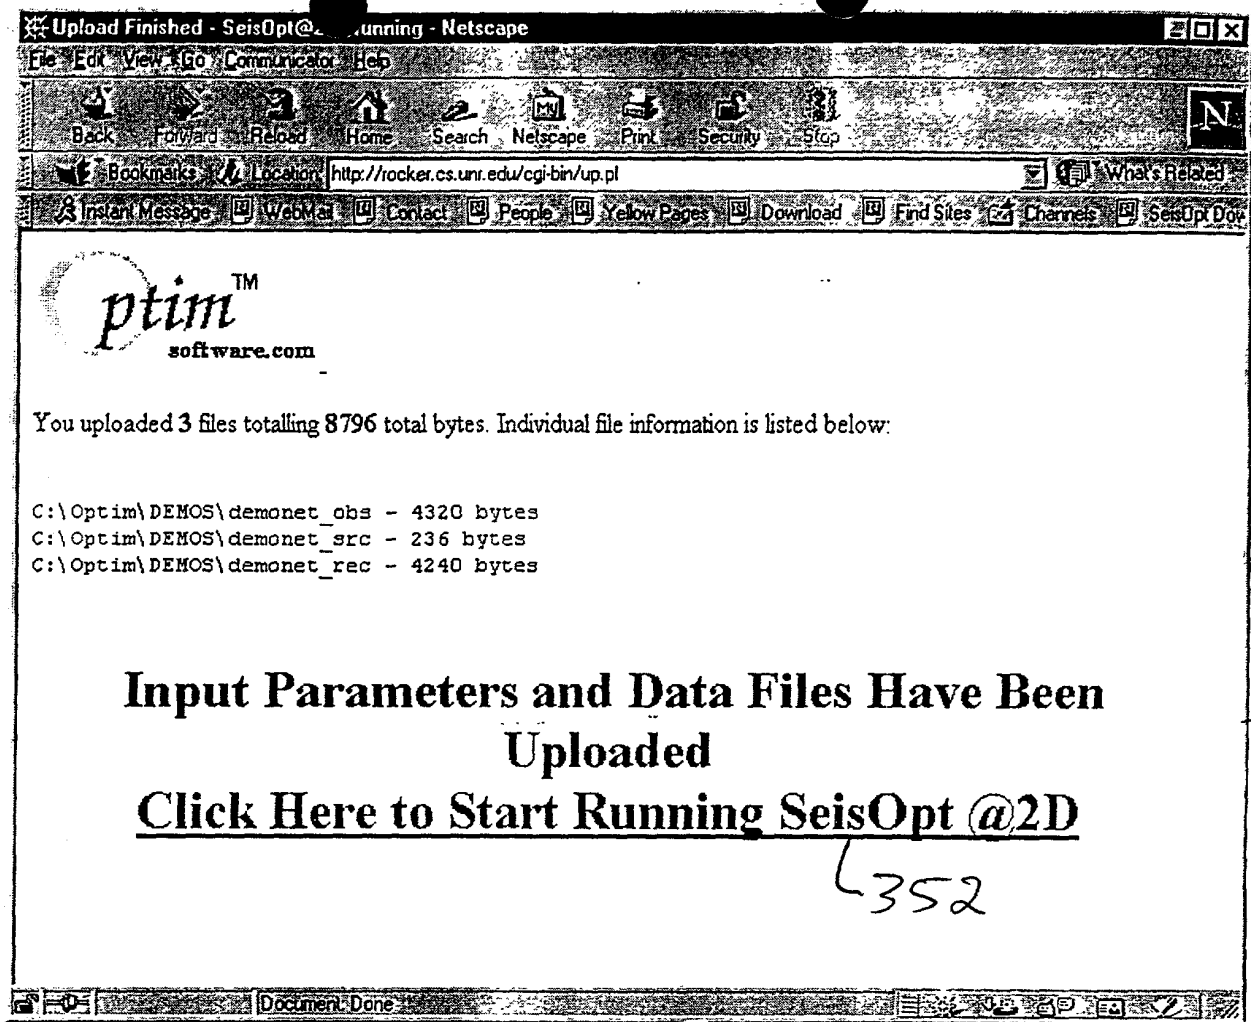 Upload Finished - SeisOpt@2 running - Netscape
File Edit View Go Communicator Help
Back Forward Reload Home Search Netscape Print Security Stop
Bookmarks Location: http://rocker.cs.unr.edu/cgi-bin/up.pl What's Related
Instant Message WebMail Contact People Yellow Pages Download Find Sites Channels SeisOpt Dow
ptim™
software.com
You uploaded 3 files totalling 8796 total bytes. Individual file information is listed below:
C:\Optim\DEMOS\demonet_obs - 4320 bytes
C:\Optim\DEMOS\demonet_src - 236 bytes
C:\Optim\DEMOS\demonet_rec - 4240 bytes
Input Parameters and Data Files Have Been
Uploaded
Click Here to Start Running SeisOpt @2D
352
Document: Done